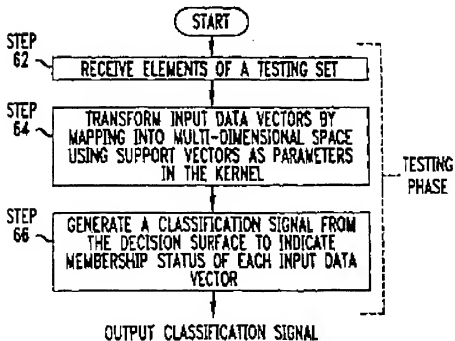 START
STEP
62
RECEIVE ELEMENTS OF A TESTING SET
STEP
64
TRANSFORM INPUT DATA VECTORS BY
MAPPING INTO MULTI-DIMENSIONAL SPACE
USING SUPPORT VECTORS AS PARAMETERS
IN THE KERNEL
TESTING
PHASE
STEP
66
GENERATE A CLASSIFICATION SIGNAL FROM
THE DECISION SURFACE TO INDICATE
MEMBERSHIP STATUS OF EACH INPUT DATA
VECTOR
OUTPUT CLASSIFICATION SIGNAL